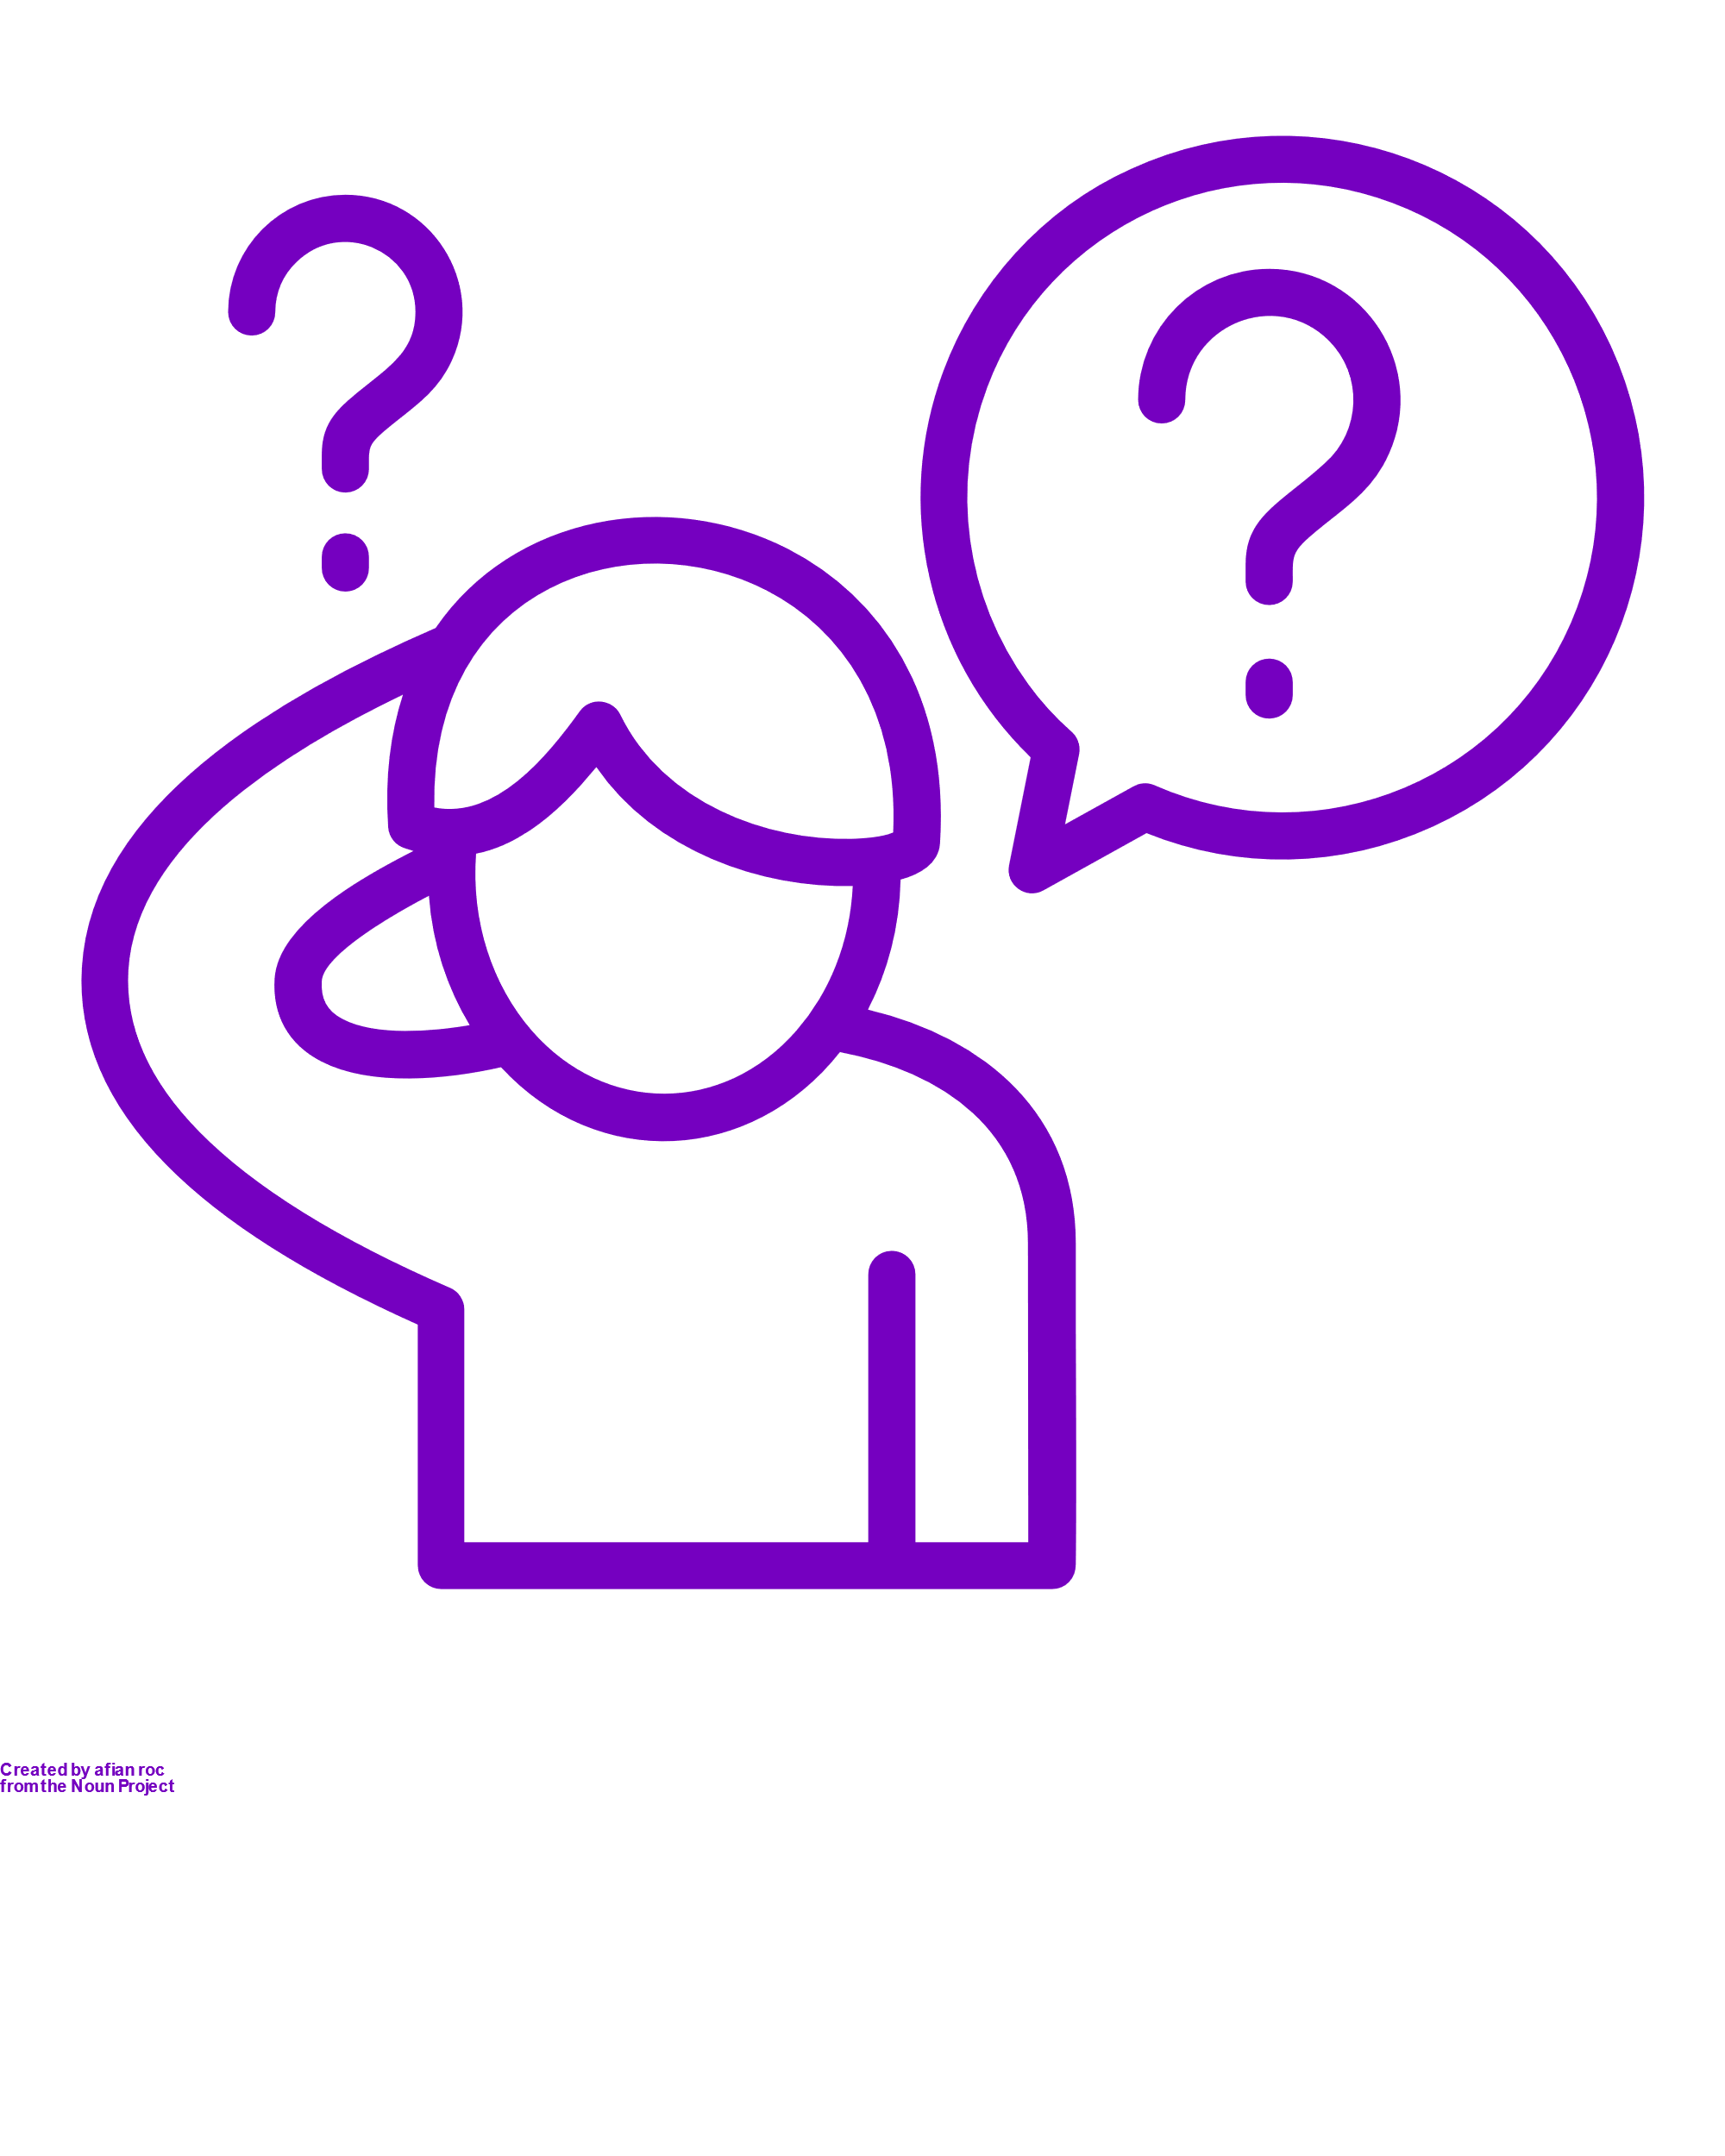 ?
?
Created by afian roc
from the Noun Project